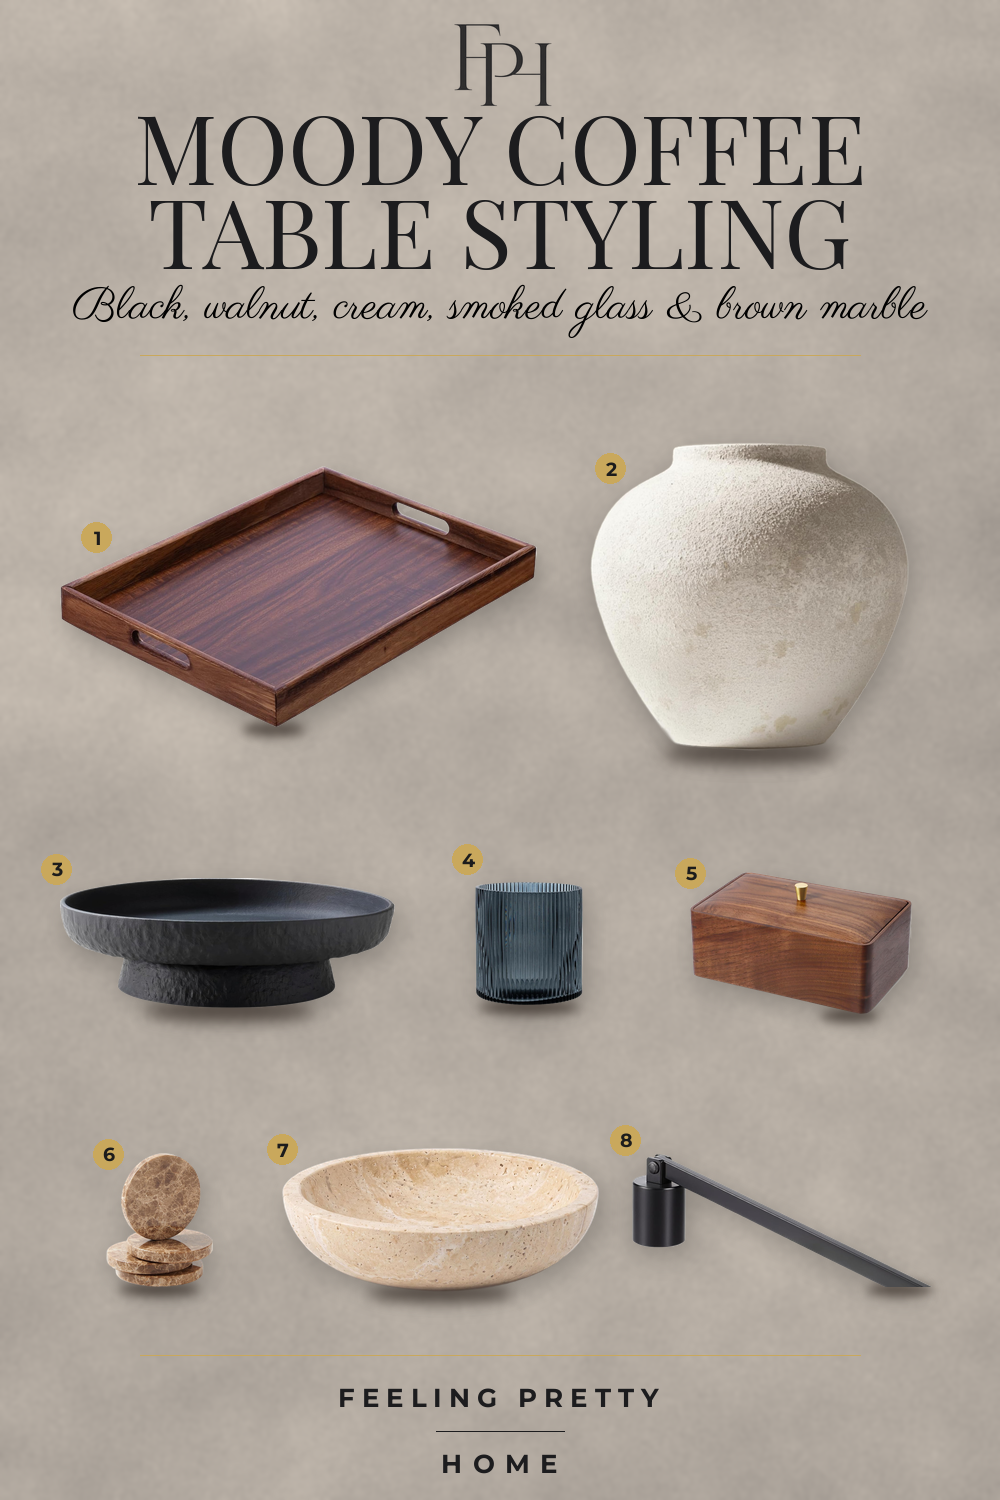 FPH
MOODY COFFEE
TABLE STYLING
Black, walnut, cream, smoked glass & brown marble
1
2
3
4
5
6
7
8
FEELING PRETTY
HOME